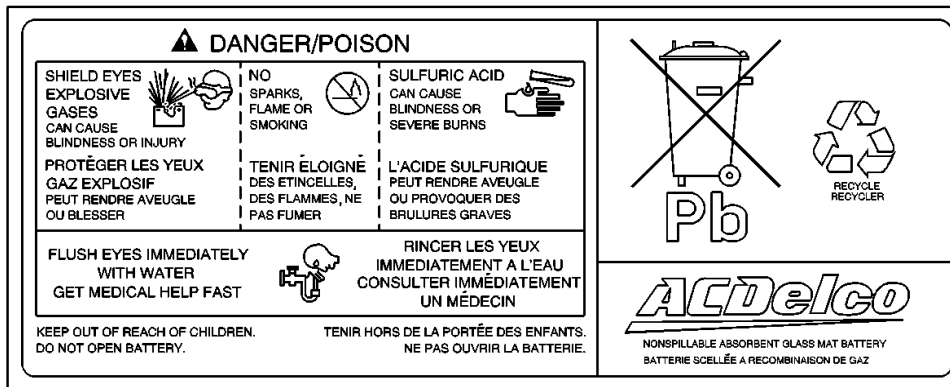 DANGER/POISON
SHIELD EYES
EXPLOSIVE
GASES
CAN CAUSE
BLINDNESS OR INJURY
PROTÉGER LES YEUX
GAZ EXPLOSIF
PEUT RENDRE AVEUGLE
OU BLESSER
NO
SPARKS,
FLAME OR
SMOKING
TENIR ÉLOIGNÉ
DES ETINCELLES,
DES FLAMMES, NE
PAS FUMER
SULFURIC ACID
CAN CAUSE
BLINDNESS OR
SEVERE BURNS
L'ACIDE SULFURIQUE
PEUT RENDRE AVEUGLE
OU PROVOQUER DES
BRULURES GRAVES
FLUSH EYES IMMEDIATELY
WITH WATER
GET MEDICAL HELP FAST
RINCER LES YEUX
IMMEDIATEMENT A L'EAU
CONSULTER IMMÉDIATEMENT
UN MÉDECIN
KEEP OUT OF REACH OF CHILDREN.
DO NOT OPEN BATTERY.
TENIR HORS DE LA PORTÉE DES ENFANTS.
NE PAS OUVRIR LA BATTERIE.
Pb
RECYCLE
RECYCLER
ACDelco
NONSPILLABLE ABSORBENT GLASS MAT BATTERY
BATTERIE SCELLÉE A RECOMBINAISON DE GAZ